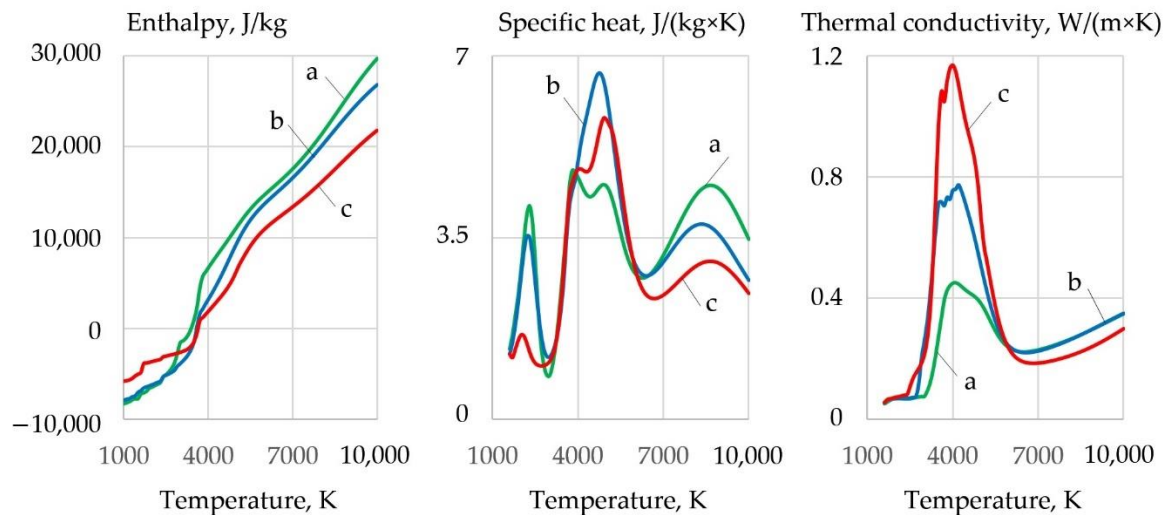 Enthalpy, J/kg
30,000
20,000
10,000
0
−10,000
a
b
c
1000 4000 7000 10,000
Temperature, K
Specific heat, J/(kg×K)
7
3.5
0
b
a
c
1000 4000 7000 10,000
Temperature, K
Thermal conductivity, W/(m×K)
1.2
0.8
0.4
0
c
b
a
1000 4000 7000 10,000
Temperature, K